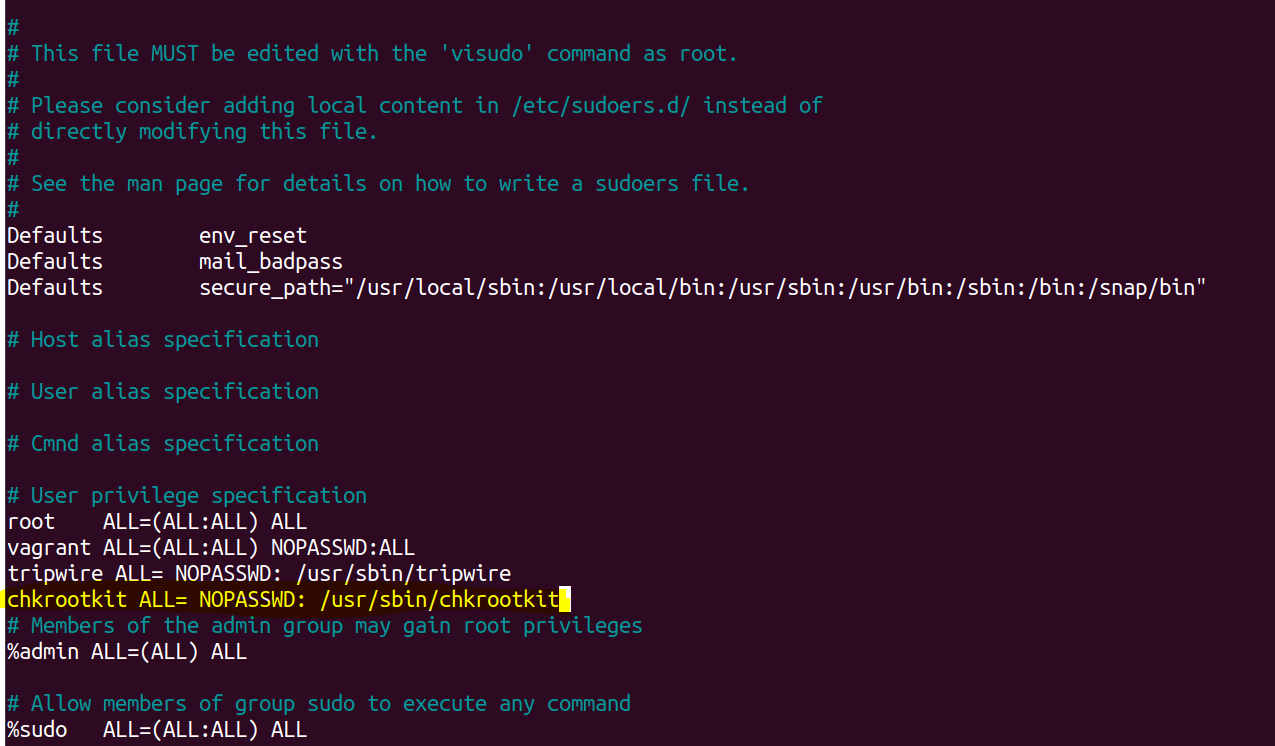 #
# This file MUST be edited with the 'visudo' command as root.
#
# Please consider adding local content in /etc/sudoers.d/ instead of
# directly modifying this file.
#
# See the man page for details on how to write a sudoers file.
#
Defaults        env_reset
Defaults        mail_badpass
Defaults        secure_path="/usr/local/sbin:/usr/local/bin:/usr/sbin:/usr/bin:/sbin:/bin:/snap/bin"

# Host alias specification

# User alias specification

# Cmnd alias specification

# User privilege specification
root    ALL=(ALL:ALL) ALL
vagrant ALL=(ALL:ALL) NOPASSWD:ALL
tripwire ALL= NOPASSWD: /usr/sbin/tripwire
chkrootkit ALL= NOPASSWD: /usr/sbin/chkrootkit
# Members of the admin group may gain root privileges
%admin ALL=(ALL) ALL

# Allow members of group sudo to execute any command
%sudo   ALL=(ALL:ALL) ALL